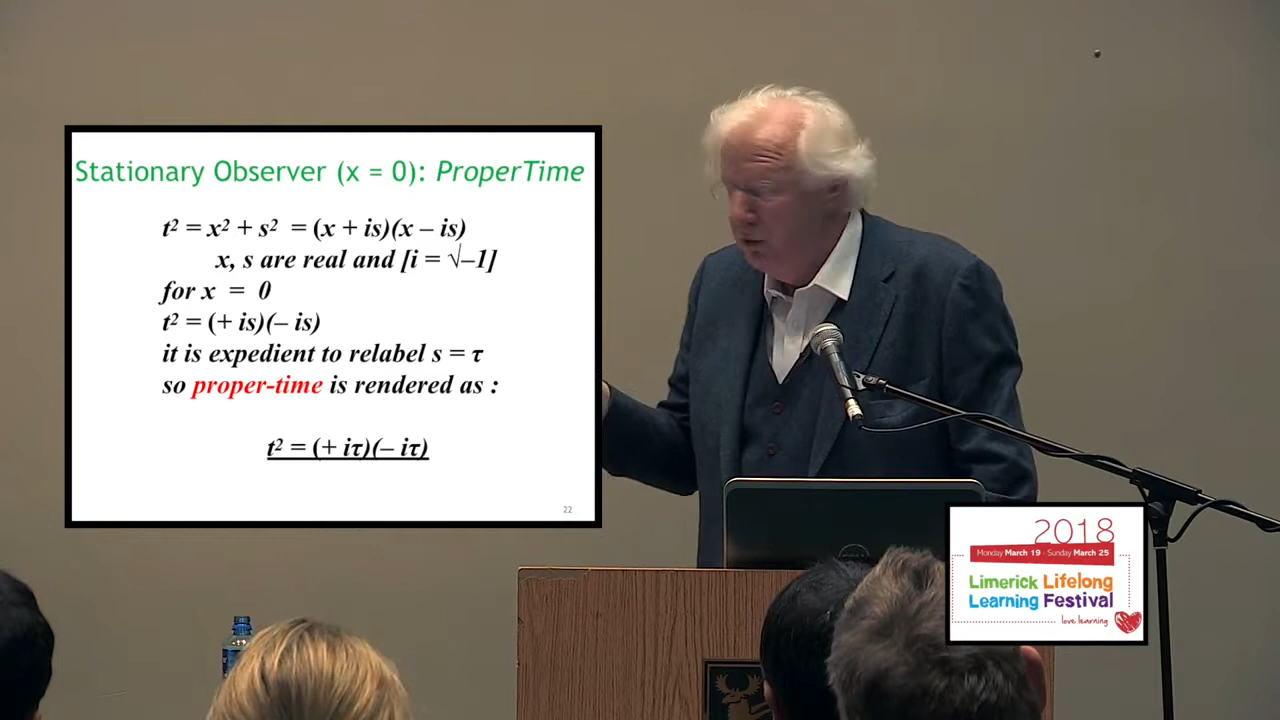 Stationary Observer (x = 0): ProperTime
t² = x² + s² = (x + is)(x – is)
x, s are real and [i = √–1]
for x = 0
t² = (+ is)(– is)
it is expedient to relabel s = τ
so proper-time is rendered as :
t² = (+ iτ)(– iτ)
22
2018
Monday March 19 - Sunday March 25
Limerick Lifelong
Learning Festival
love learning